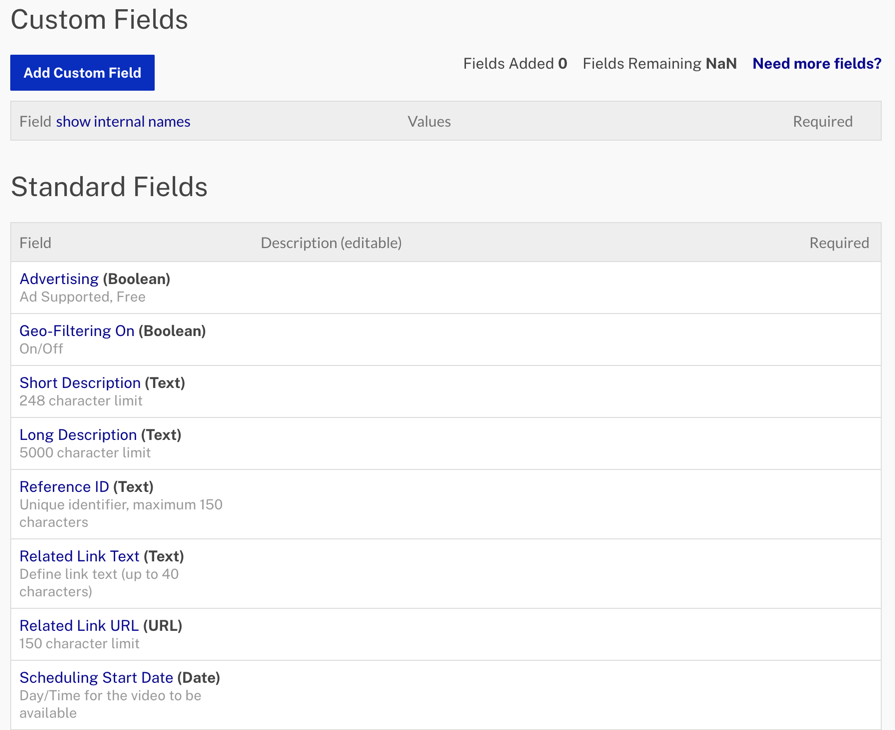 Custom Fields
Add Custom Field
Fields Added 0 Fields Remaining NaN Need more fields?
Field show internal names Values Required
Standard Fields
Field Description (editable) Required
Advertising (Boolean)
Ad Supported, Free
Geo-Filtering On (Boolean)
On/Off
Short Description (Text)
248 character limit
Long Description (Text)
5000 character limit
Reference ID (Text)
Unique identifier, maximum 150
characters
Related Link Text (Text)
Define link text (up to 40
characters)
Related Link URL (URL)
150 character limit
Scheduling Start Date (Date)
Day/Time for the video to be
available